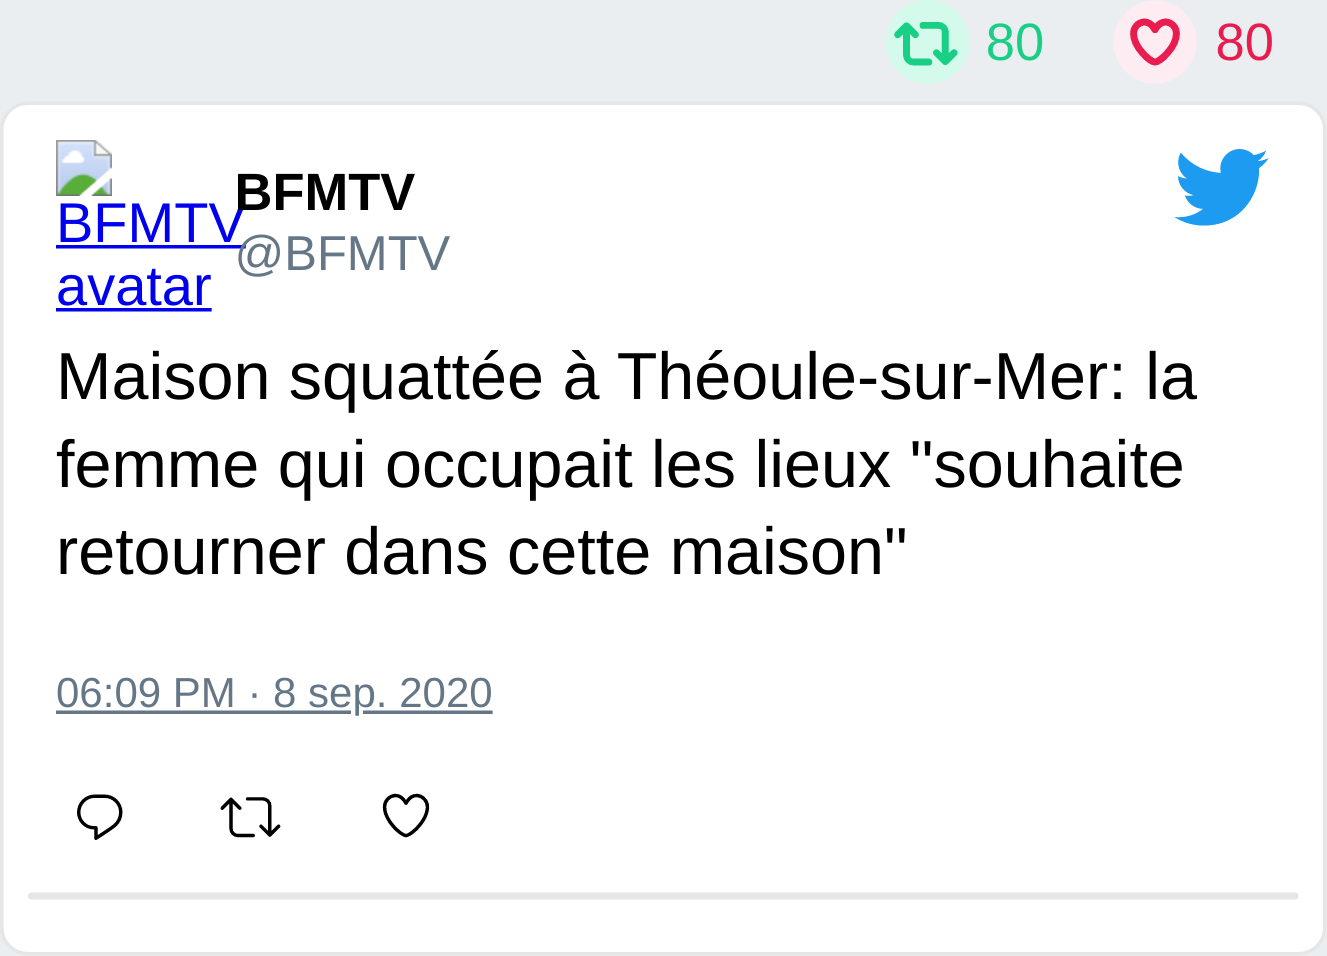 80 80
BFMTV avatar
BFMTV
@BFMTV
Maison squattée à Théoule-sur-Mer: la
femme qui occupait les lieux "souhaite
retourner dans cette maison"
06:09 PM · 8 sep. 2020